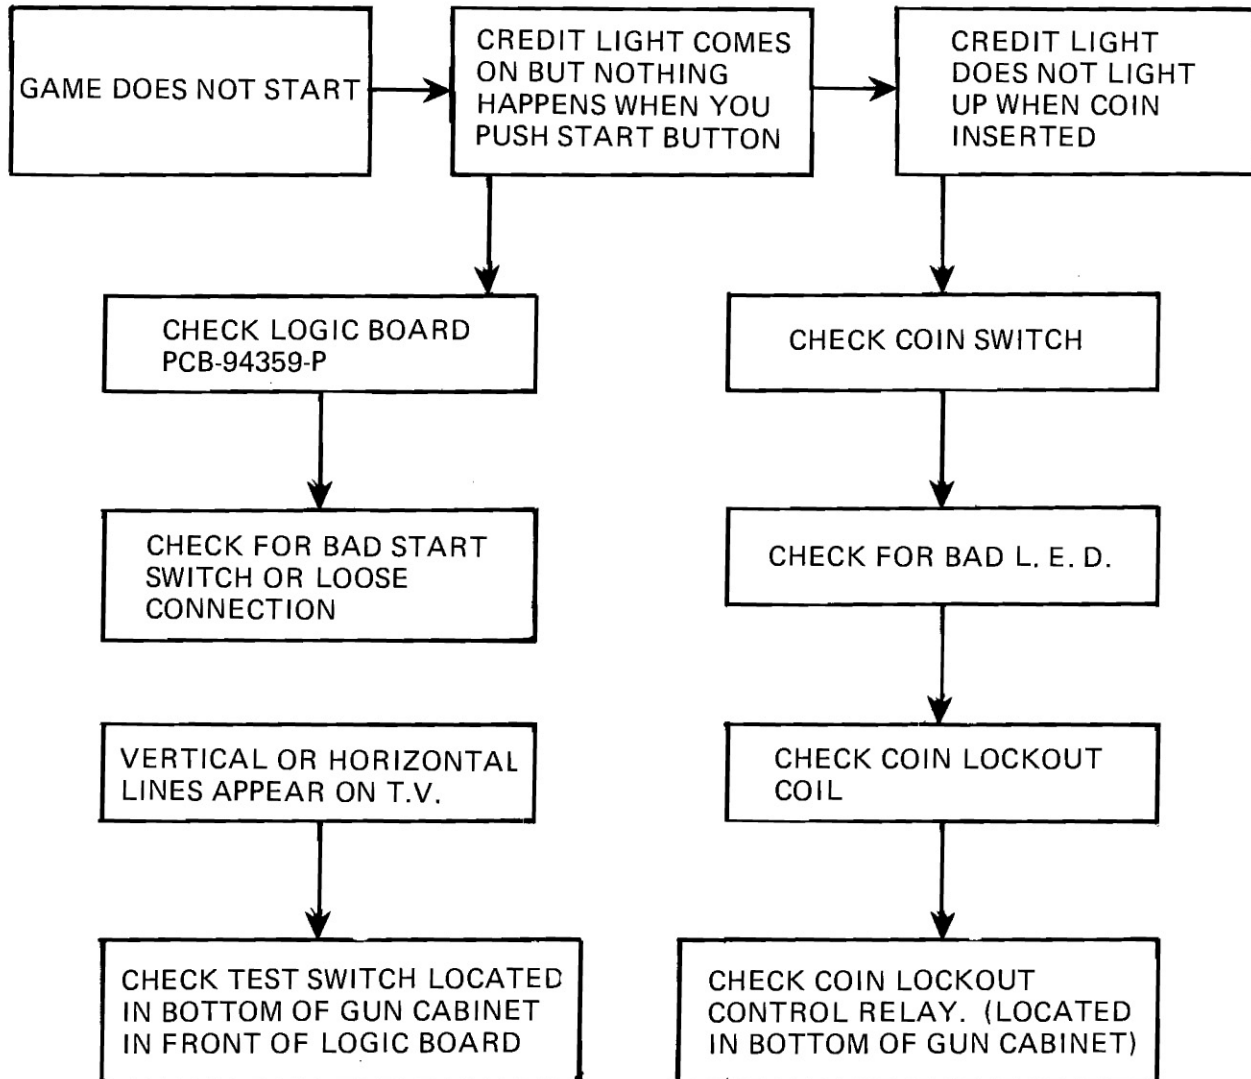 GAME DOES NOT START
CREDIT LIGHT COMES
ON BUT NOTHING
HAPPENS WHEN YOU
PUSH START BUTTON
CREDIT LIGHT
DOES NOT LIGHT
UP WHEN COIN
INSERTED
CHECK LOGIC BOARD
PCB-94359-P
CHECK COIN SWITCH
CHECK FOR BAD START
SWITCH OR LOOSE
CONNECTION
CHECK FOR BAD L. E. D.
VERTICAL OR HORIZONTAL
LINES APPEAR ON T.V.
CHECK COIN LOCKOUT
COIL
CHECK TEST SWITCH LOCATED
IN BOTTOM OF GUN CABINET
IN FRONT OF LOGIC BOARD
CHECK COIN LOCKOUT
CONTROL RELAY. (LOCATED
IN BOTTOM OF GUN CABINET)